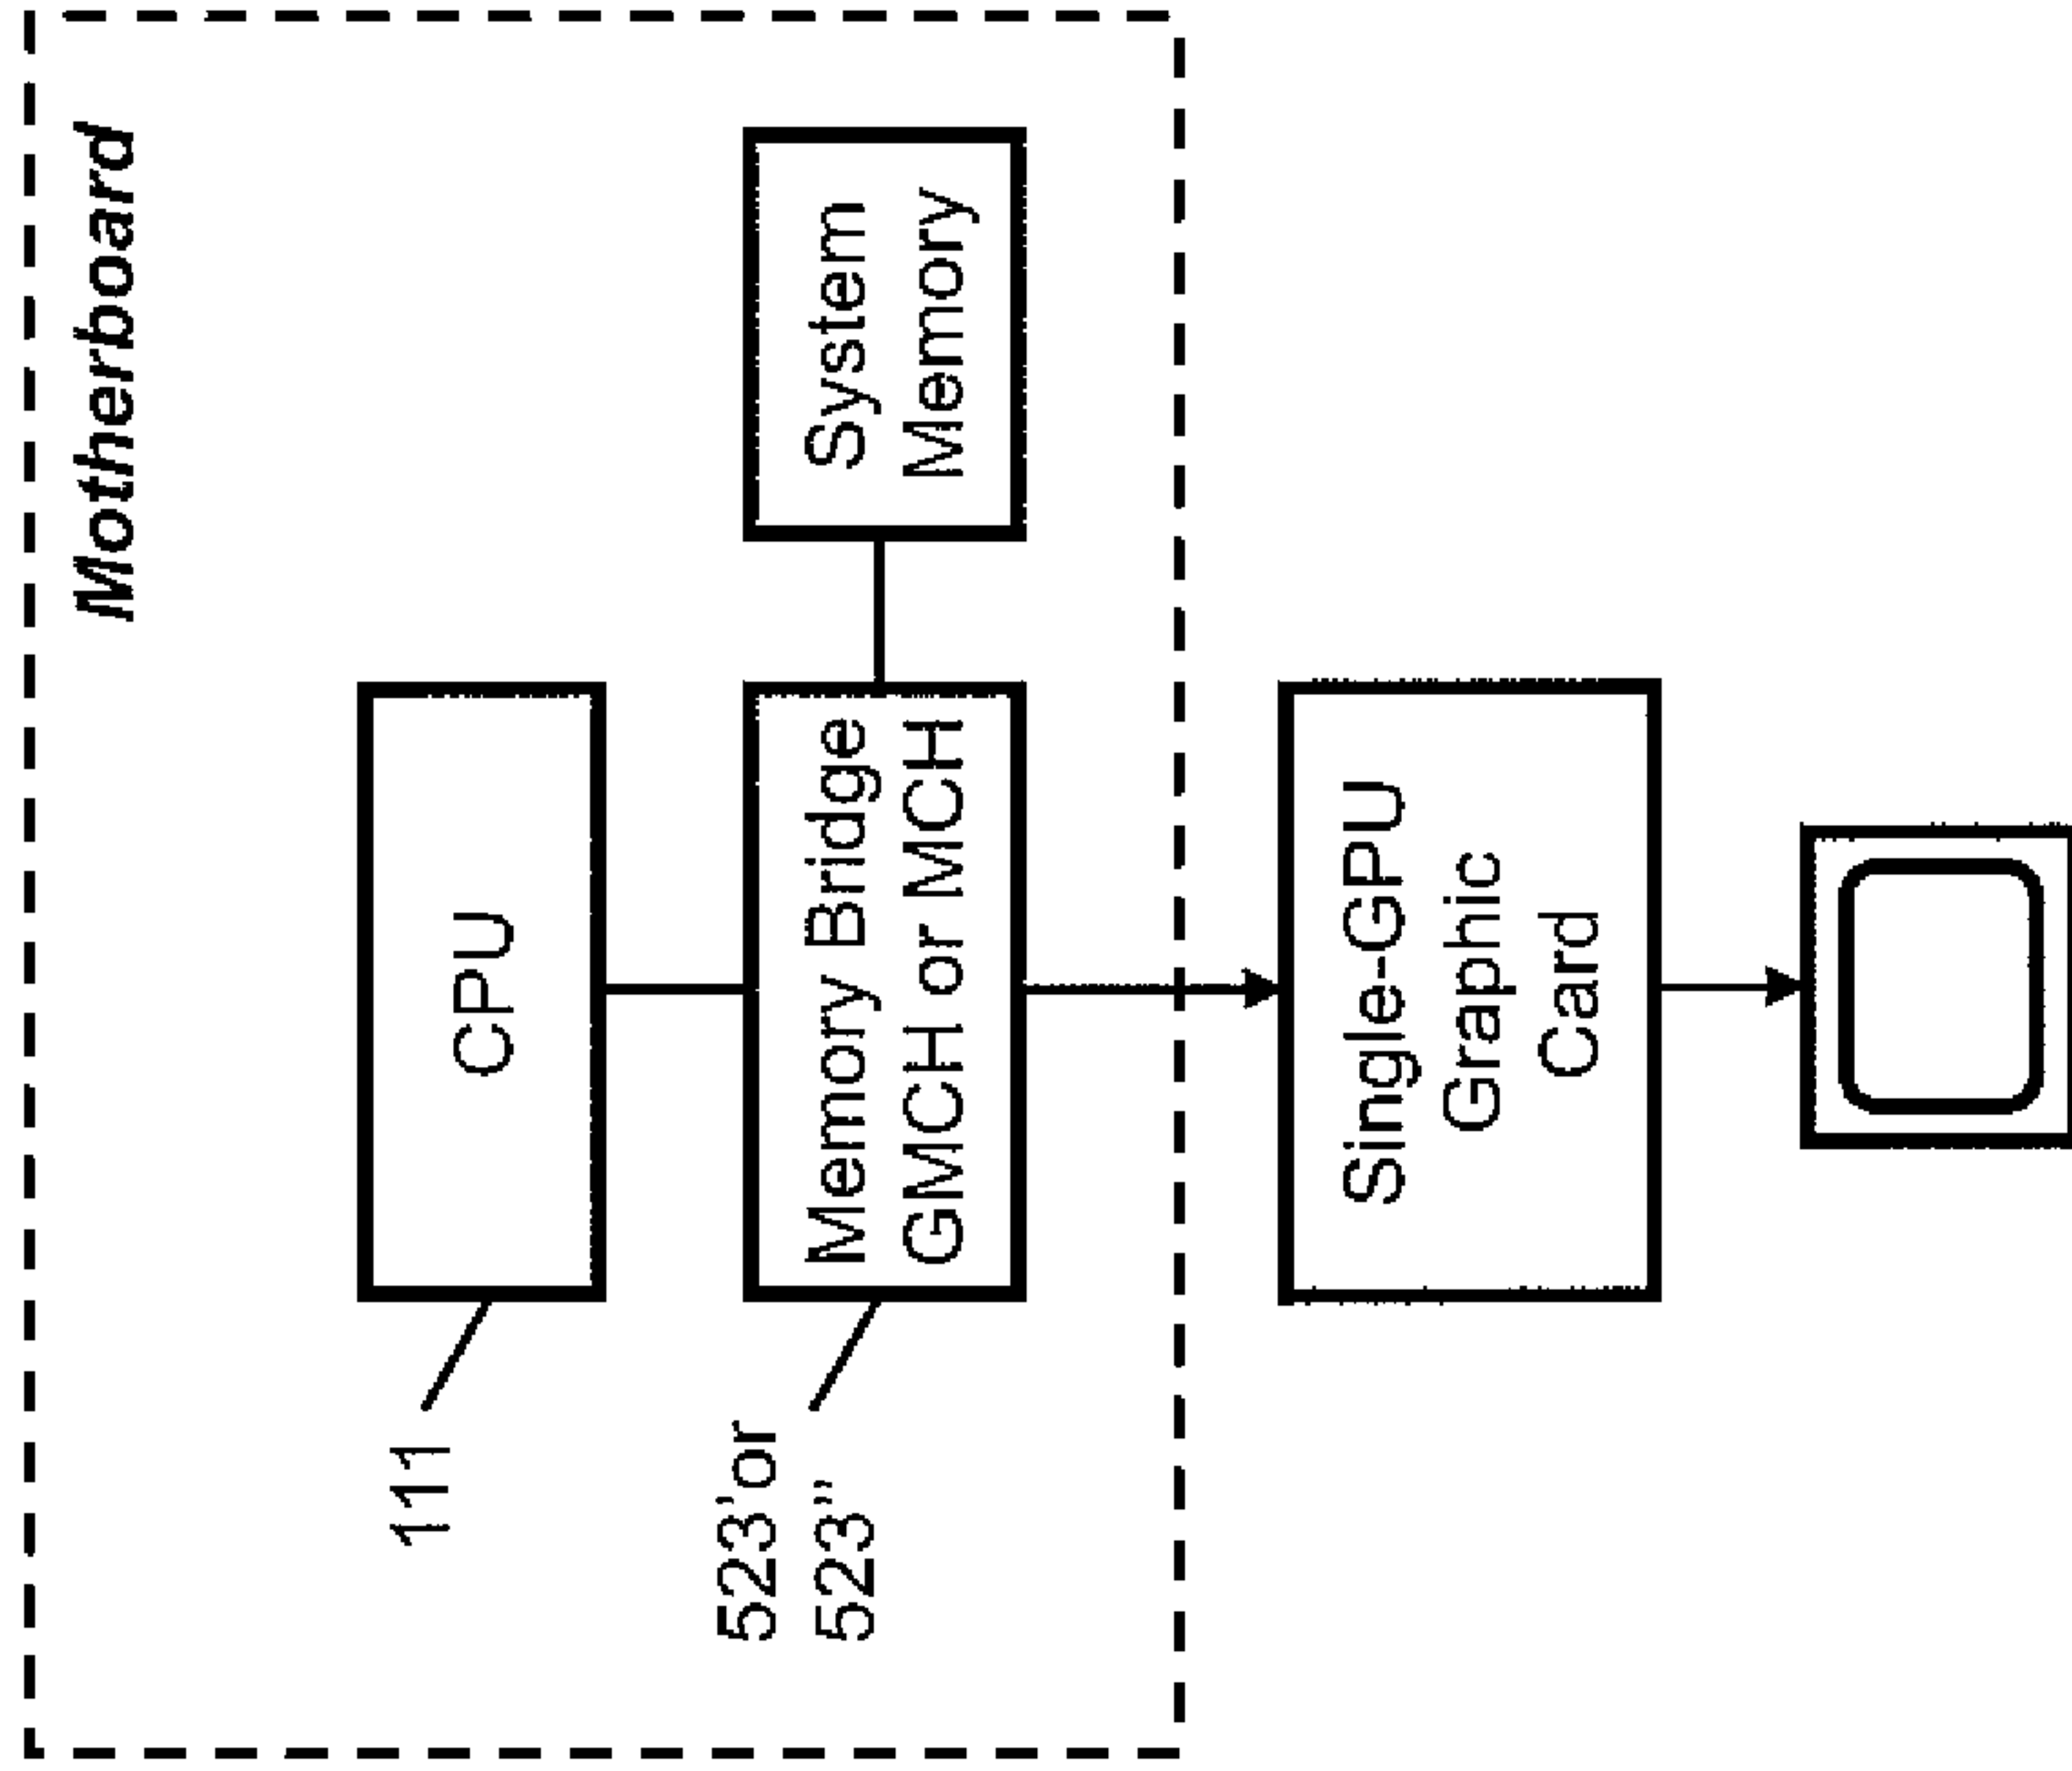 Motherboard
CPU
111
System
Memory
Memory Bridge
GMCH or MCH
523' or
523"
Single-GPU
Graphic
Card